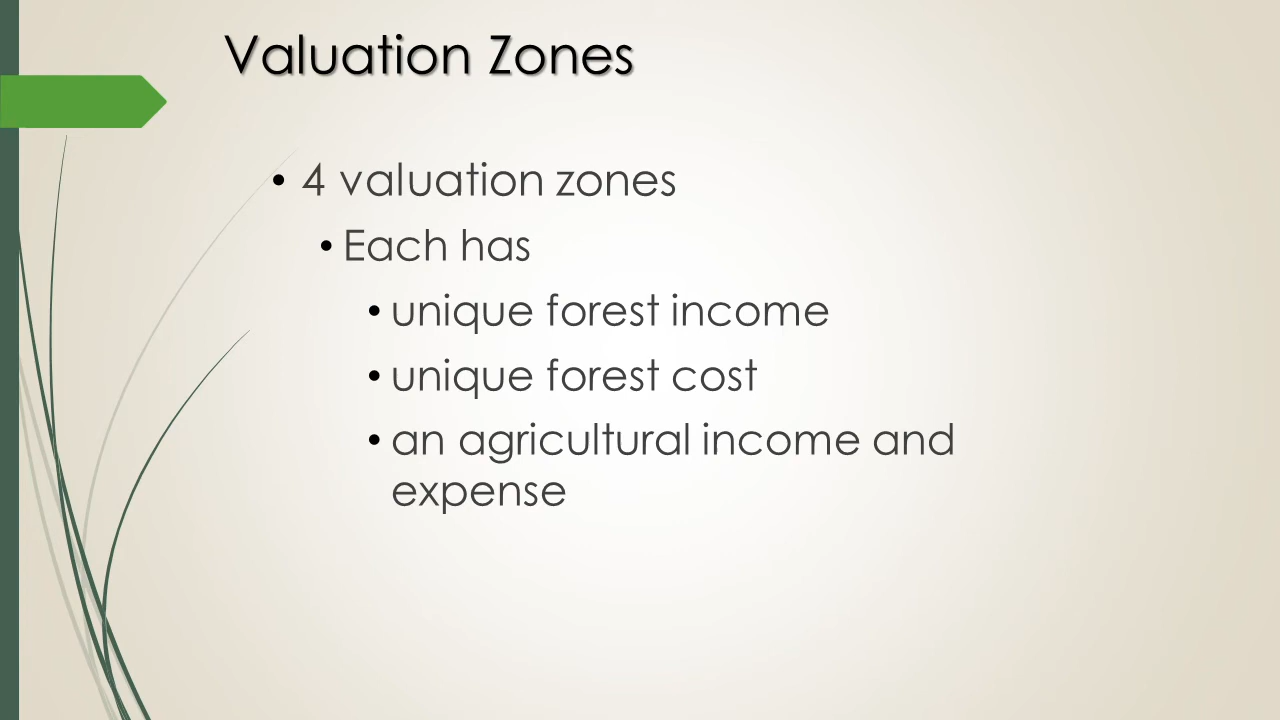 Valuation Zones
• 4 valuation zones
• Each has
• unique forest income
• unique forest cost
• an agricultural income and
expense